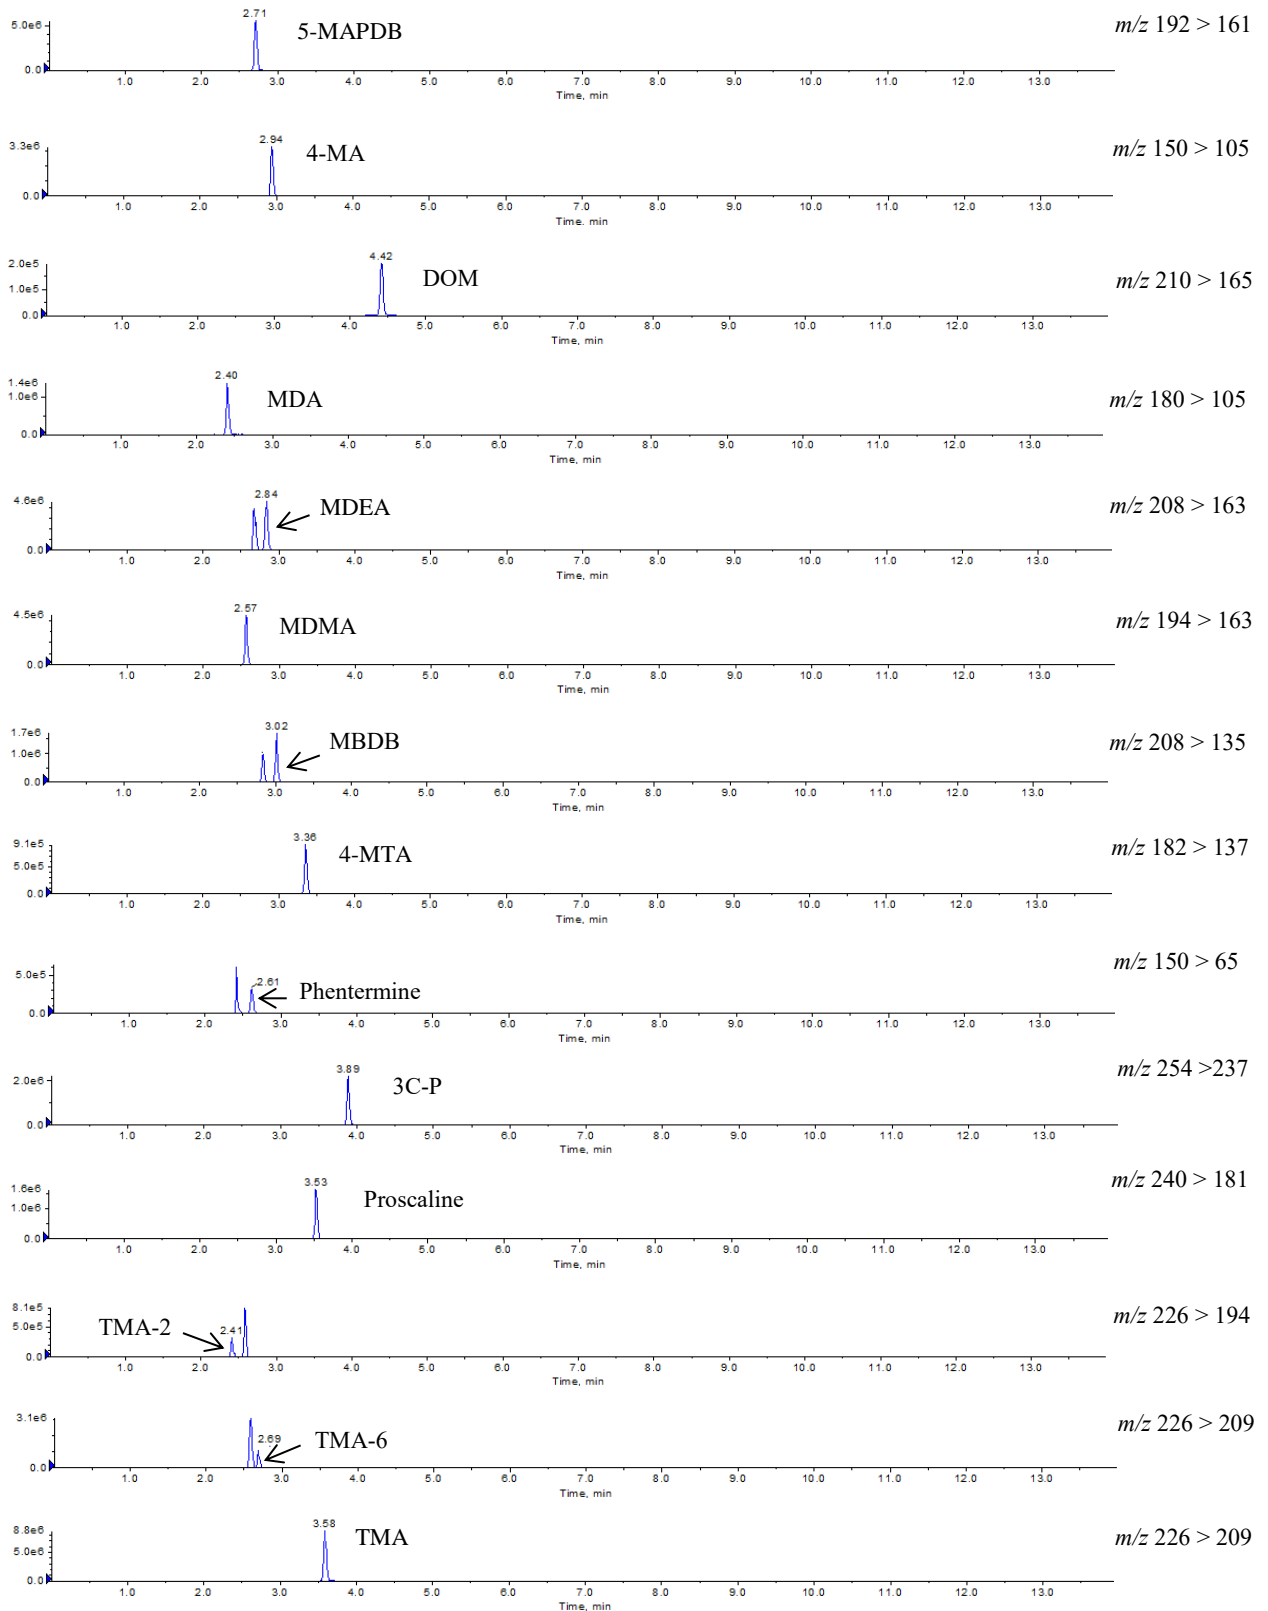 2.71
5-MAPDB
m/z 192 > 161
5.0e6
0.0
1.0 2.0 3.0 4.0 5.0 6.0 7.0 8.0 9.0 10.0 11.0 12.0 13.0
Time, min
2.94
4-MA
m/z 150 > 105
3.3e6
0.0
1.0 2.0 3.0 4.0 5.0 6.0 7.0 8.0 9.0 10.0 11.0 12.0 13.0
Time. min
4.42
DOM
m/z 210 > 165
2.0e5
1.0e5
0.0
1.0 2.0 3.0 4.0 5.0 6.0 7.0 8.0 9.0 10.0 11.0 12.0 13.0
Time, min
2.40
MDA
m/z 180 > 105
1.4e6
1.0e6
0.0
1.0 2.0 3.0 4.0 5.0 6.0 7.0 8.0 9.0 10.0 11.0 12.0 13.0
Time, min
2.84
MDEA
m/z 208 > 163
4.6e6
0.0
1.0 2.0 3.0 4.0 5.0 6.0 7.0 8.0 9.0 10.0 11.0 12.0 13.0
Time, min
2.57
MDMA
m/z 194 > 163
4.5e6
0.0
1.0 2.0 3.0 4.0 5.0 6.0 7.0 8.0 9.0 10.0 11.0 12.0 13.0
Time, min
3.02
MBDB
m/z 208 > 135
1.7e6
1.0e6
0.0
1.0 2.0 3.0 4.0 5.0 6.0 7.0 8.0 9.0 10.0 11.0 12.0 13.0
Time, min
3.36
4-MTA
m/z 182 > 137
9.1e5
5.0e5
0.0
1.0 2.0 3.0 4.0 5.0 6.0 7.0 8.0 9.0 10.0 11.0 12.0 13.0
Time, min
2.61
Phentermine
m/z 150 > 65
5.0e5
0.0
1.0 2.0 3.0 4.0 5.0 6.0 7.0 8.0 9.0 10.0 11.0 12.0 13.0
Time, min
3.89
3C-P
m/z 254 >237
2.0e6
0.0
1.0 2.0 3.0 4.0 5.0 6.0 7.0 8.0 9.0 10.0 11.0 12.0 13.0
Time, min
3.53
Proscaline
m/z 240 > 181
1.6e6
1.0e6
0.0
1.0 2.0 3.0 4.0 5.0 6.0 7.0 8.0 9.0 10.0 11.0 12.0 13.0
Time, min
TMA-2
2.41
m/z 226 > 194
8.1e5
5.0e5
0.0
1.0 2.0 3.0 4.0 5.0 6.0 7.0 8.0 9.0 10.0 11.0 12.0 13.0
Time, min
2.69
TMA-6
m/z 226 > 209
3.1e6
0.0
1.0 2.0 3.0 4.0 5.0 6.0 7.0 8.0 9.0 10.0 11.0 12.0 13.0
Time, min
3.58
TMA
m/z 226 > 209
8.8e6
5.0e6
0.0
1.0 2.0 3.0 4.0 5.0 6.0 7.0 8.0 9.0 10.0 11.0 12.0 13.0
Time, min